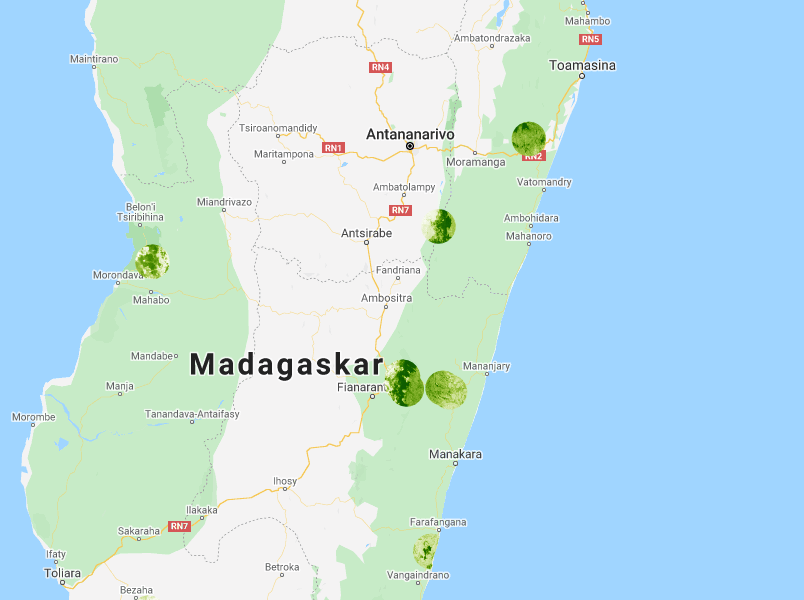 Mahambo
RN5
Ambatondrazaka
Maintirano
RN4
Toamasina
Tsiroanomandidy
Antananarivo
RN1
Maritampona
Moramanga
RN2
Vatomandry
Ambatolampy
Miandrivazo
Belon'i
Tsiribihina
RN7
Ambohidara
Antsirabe
Mahanoro
Fandriana
Morondava
Mahabo
Ambositra
Mandabe
Madagaskar
Mananjary
Manja
Fianarant
Morombe
Tanandava-Antaifasy
Manakara
Ihosy
Ilakaka
RN7
Sakaraha
Farafangana
Ifaty
Toliara
Betroka
Vangaindrano
Bezaha